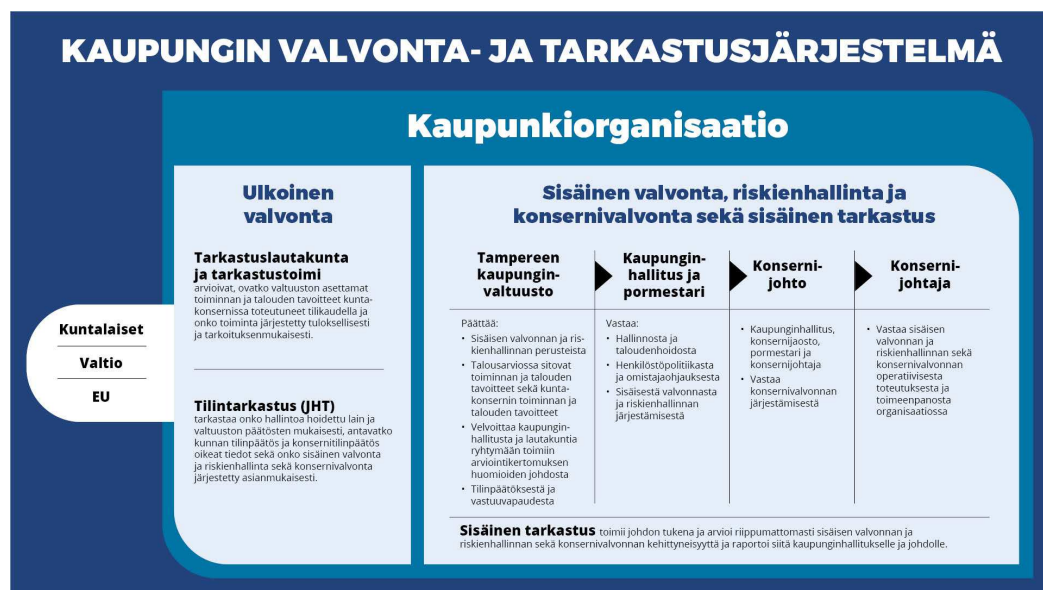 KAUPUNGIN VALVONTA- JA TARKASTUSJÄRJESTELMÄ
Kaupunkiorganisaatio
Kuntalaiset
Valtio
EU
Ulkoinen
valvonta
Tarkastuslautakunta
ja tarkastustoimi
arvioivat, ovatko valtuuston asettamat
toiminnan ja talouden tavoitteet kunta-
konsernissa toteutuneet tilikaudella ja
onko toiminta järjestetty tuloksellisesti
ja tarkoituksenmukaisesti.
Tilintarkastus (JHT)
tarkastaa onko hallintoa hoidettu lain ja
valtuuston päätösten mukaisesti, antavatko
kunnan tilinpäätös ja konsernitilinpäätös
oikeat tiedot sekä onko sisäinen valvonta
ja riskienhallinta sekä konsernivalvonta
järjestetty asianmukaisesti.
Sisäinen valvonta, riskienhallinta ja
konsernivalvonta sekä sisäinen tarkastus
Tampereen
kaupungin-
valtuusto
Päättää:
• Sisäisen valvonnan ja ris-
kienhallinnan perusteista
• Talousarviossa sitovat
toiminnan ja talouden
tavoitteet sekä kunta-
konsernin toiminnan ja
talouden tavoitteet
• Velvoittaa kaupungin-
hallitusta ja lautakuntia
ryhtymään toimiin
arviointikertomuksen
huomioiden johdosta
• Tilinpäätöksestä ja
vastuuvapaudesta
Kaupungin-
hallitus ja
pormestari
Vastaa:
• Hallinnosta ja
taloudenhoidosta
• Henkilöstöpolitiikasta
ja omistajaohjauksesta
• Sisäisestä valvonnasta
ja riskienhallinnan
järjestämisestä
Konserni-
johto
• Kaupunginhallitus,
konsernijaosto,
pormestari ja
konsernijohtaja
• Vastaa
konsernivalvonnan
järjestämisestä
Konserni-
johtaja
• Vastaa sisäisen
valvonnan ja
riskienhallinnan sekä
konsernivalvonnan
operatiivisesta
toteutuksesta ja
toimeenpanosta
organisaatiossa
Sisäinen tarkastus toimii johdon tukena ja arvioi riippumattomasti sisäisen valvonnan ja
riskienhallinnan sekä konsernivalvonnan kehittyneisyyttä ja raportoi siitä kaupunginhallitukselle ja johdolle.